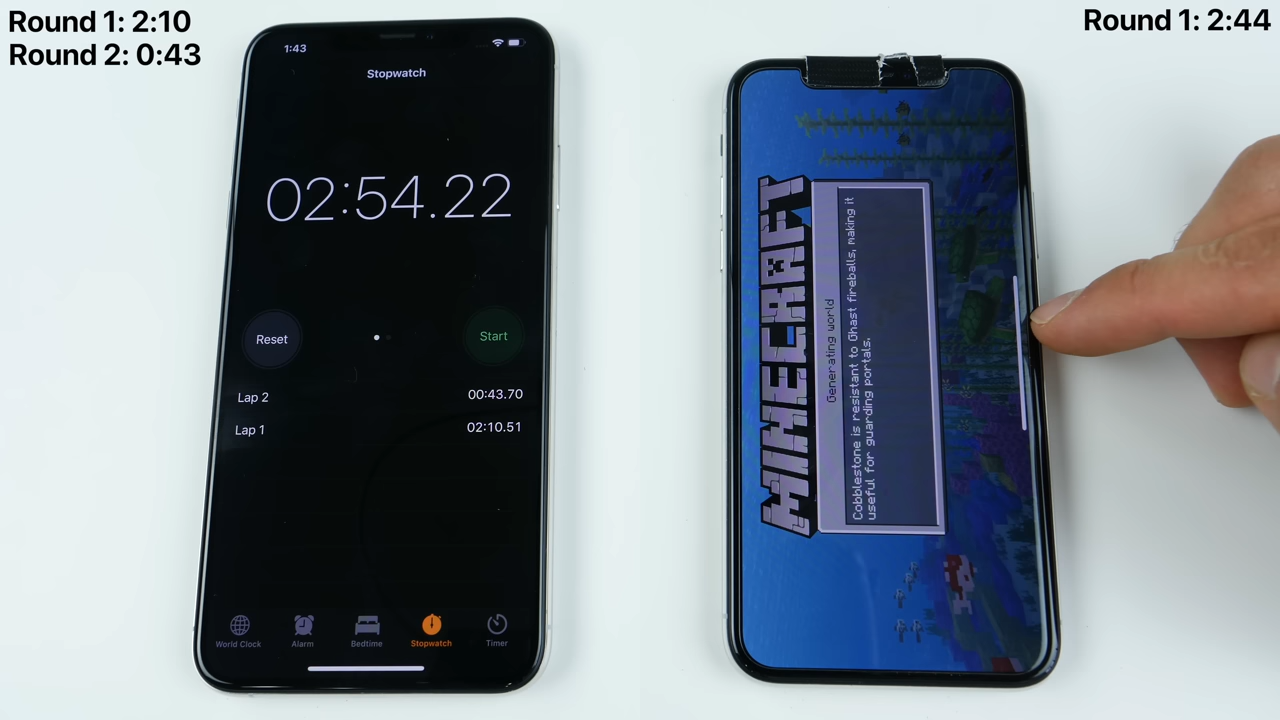 Round 1: 2:10
Round 2: 0:43
Round 1: 2:44
1:43
Stopwatch
02:54.22
Reset
Start
Lap 2 00:43.70
Lap 1 02:10.51
World Clock
Alarm
Bedtime
Stopwatch
Timer
MINECRAFT
Generating world
Cobblestone is resistant to Ghast fireballs, making it
useful for guarding portals.